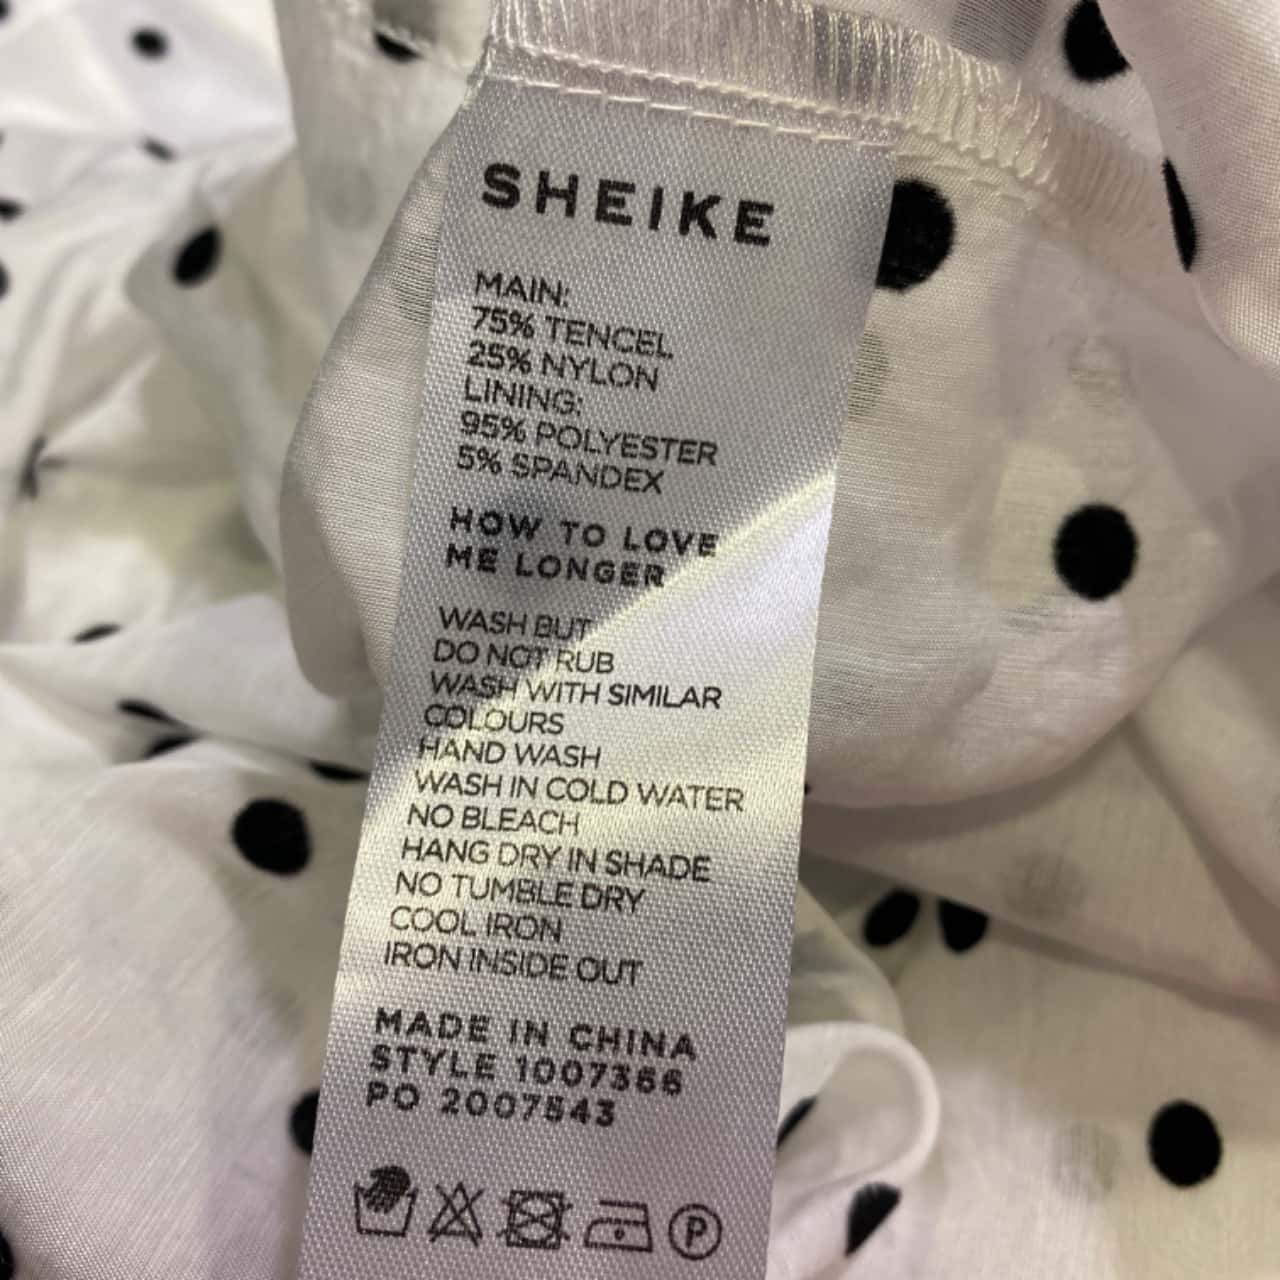 SHEIKE
MAIN:
75% TENCEL
25% NYLON
LINING:
95% POLYESTER
5% SPANDEX
HOW TO LOVE
ME LONGER
WASH BUT
DO NOT RUB
WASH WITH SIMILAR
COLOURS
HAND WASH
WASH IN COLD WATER
NO BLEACH
HANG DRY IN SHADE
NO TUMBLE DRY
COOL IRON
IRON INSIDE OUT
MADE IN CHINA
STYLE 1007366
PO 2007543
P